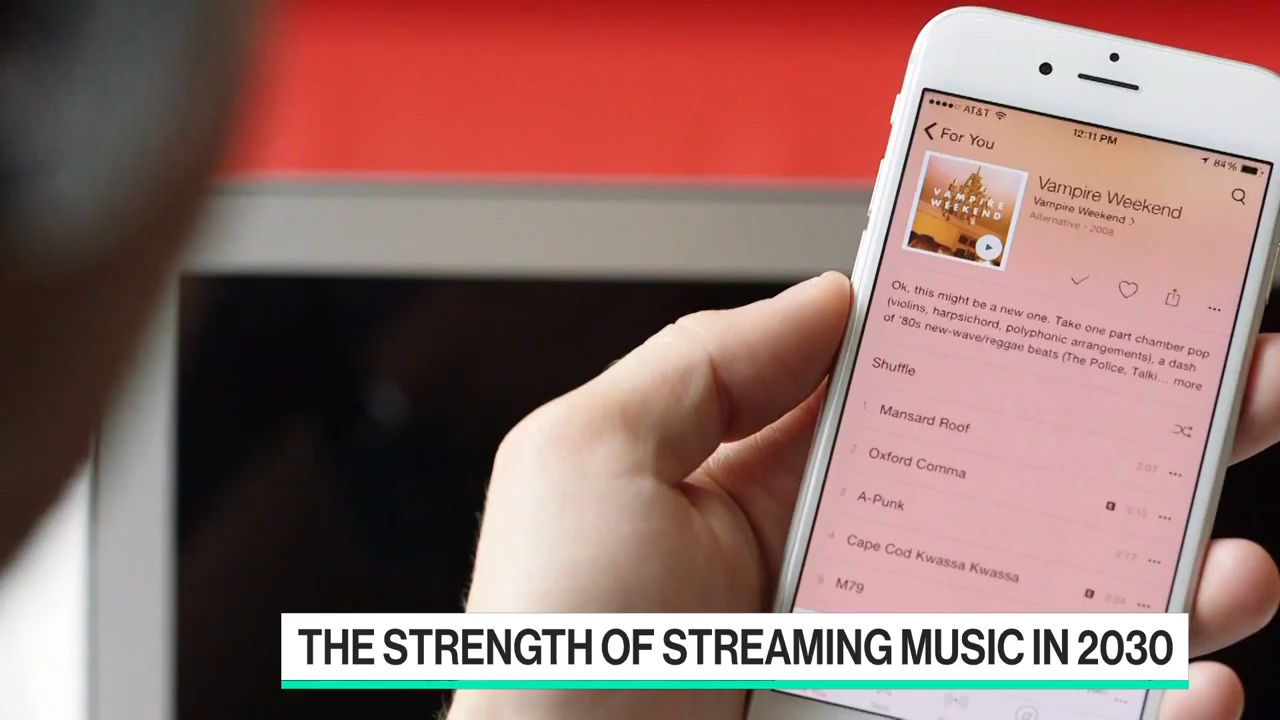 AT&T
12:11 PM
84%
For You
VAMPIRE
WEEKEND
Vampire Weekend
Vampire Weekend >
Alternative · 2008
Ok, this might be a new one. Take one part chamber pop
(violins, harpsichord, polyphonic arrangements), a dash
of '80s new-wave/reggae beats (The Police, Talki... more
Shuffle
1 Mansard Roof 2:07
2 Oxford Comma
3 A-Punk 2:17
4 Cape Cod Kwassa Kwassa
5 M79
THE STRENGTH OF STREAMING MUSIC IN 2030